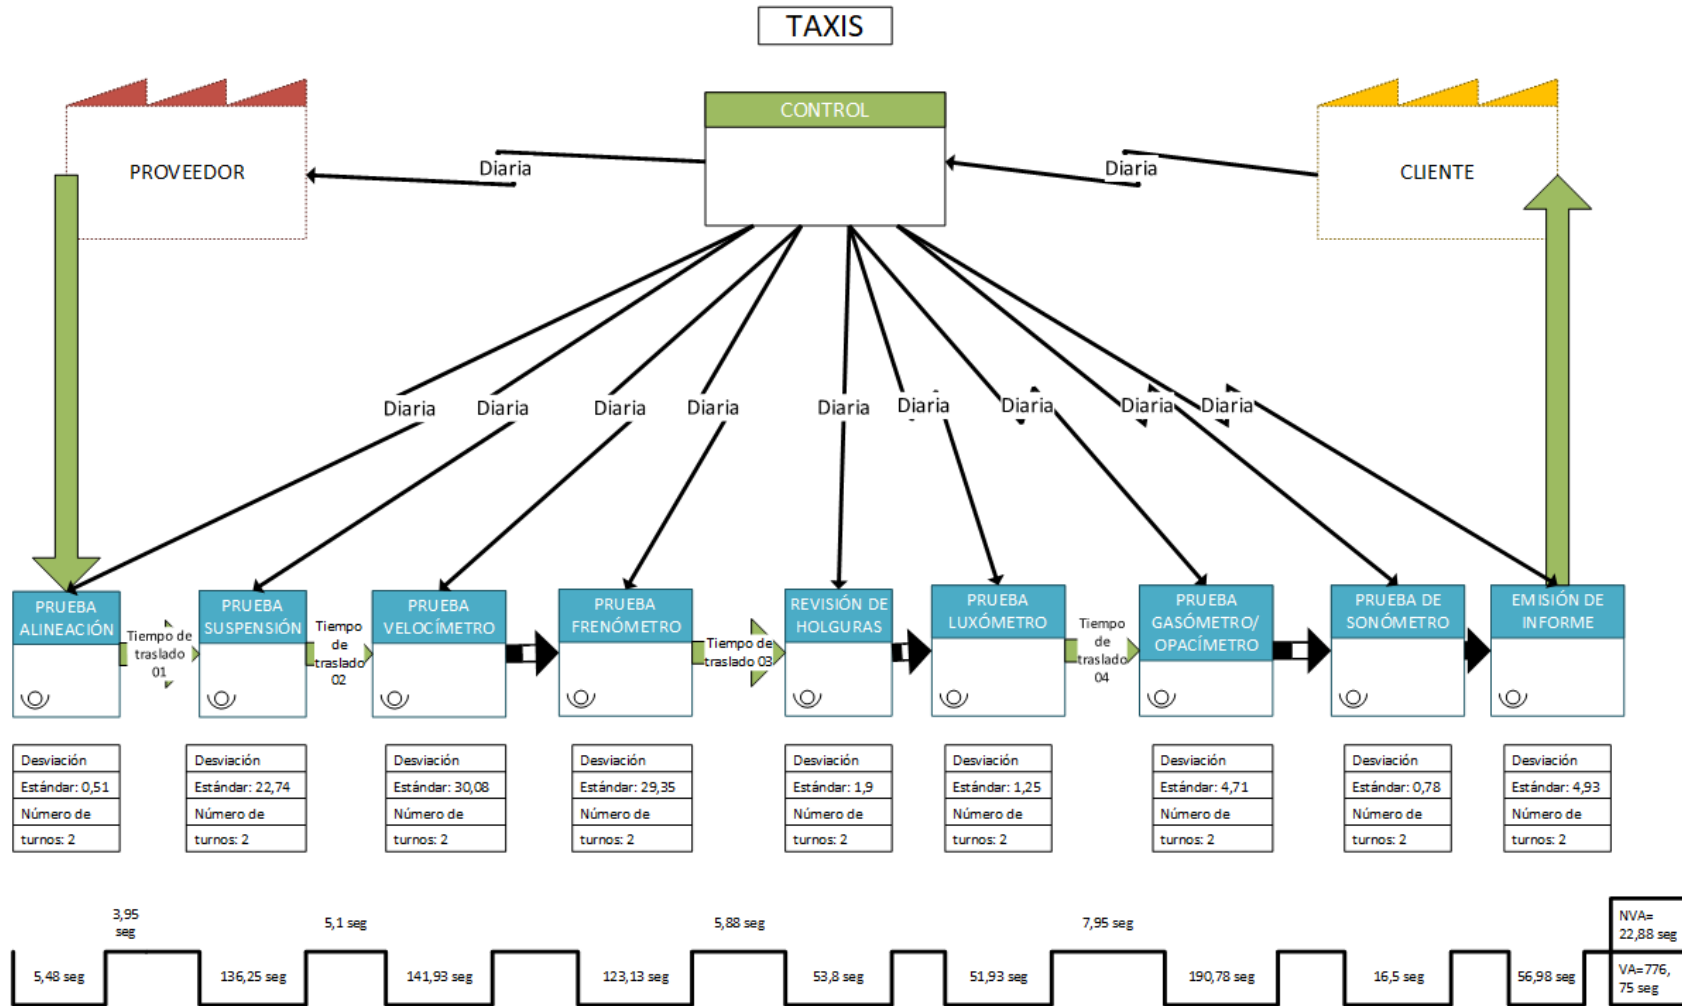 TAXIS
CONTROL
PROVEEDOR
Diaria
Diaria
CLIENTE
Diaria
Diaria
Diaria
Diaria
Diaria
Diaria
Diaria
Diaria
Diaria
PRUEBA
ALINEACIÓN
Tiempo de
traslado
01
PRUEBA
SUSPENSIÓN
Tiempo
de
traslado
02
PRUEBA
VELOCÍMETRO
PRUEBA
FRENÓMETRO
Tiempo de
traslado 03
REVISIÓN DE
HOLGURAS
PRUEBA
LUXÓMETRO
Tiempo
de
traslado
04
PRUEBA
GASÓMETRO/
OPACÍMETRO
PRUEBA DE
SONÓMETRO
EMISIÓN DE
INFORME
Desviación
Estándar: 0,51
Número de
turnos: 2
Desviación
Estándar: 22,74
Número de
turnos: 2
Desviación
Estándar: 30,08
Número de
turnos: 2
Desviación
Estándar: 29,35
Número de
turnos: 2
Desviación
Estándar: 1,9
Número de
turnos: 2
Desviación
Estándar: 1,25
Número de
turnos: 2
Desviación
Estándar: 4,71
Número de
turnos: 2
Desviación
Estándar: 0,78
Número de
turnos: 2
Desviación
Estándar: 4,93
Número de
turnos: 2
3,95
seg
5,1 seg
5,88 seg
7,95 seg
NVA=
22,88 seg
5,48 seg
136,25 seg
141,93 seg
123,13 seg
53,8 seg
51,93 seg
190,78 seg
16,5 seg
56,98 seg
VA=776,
75 seg